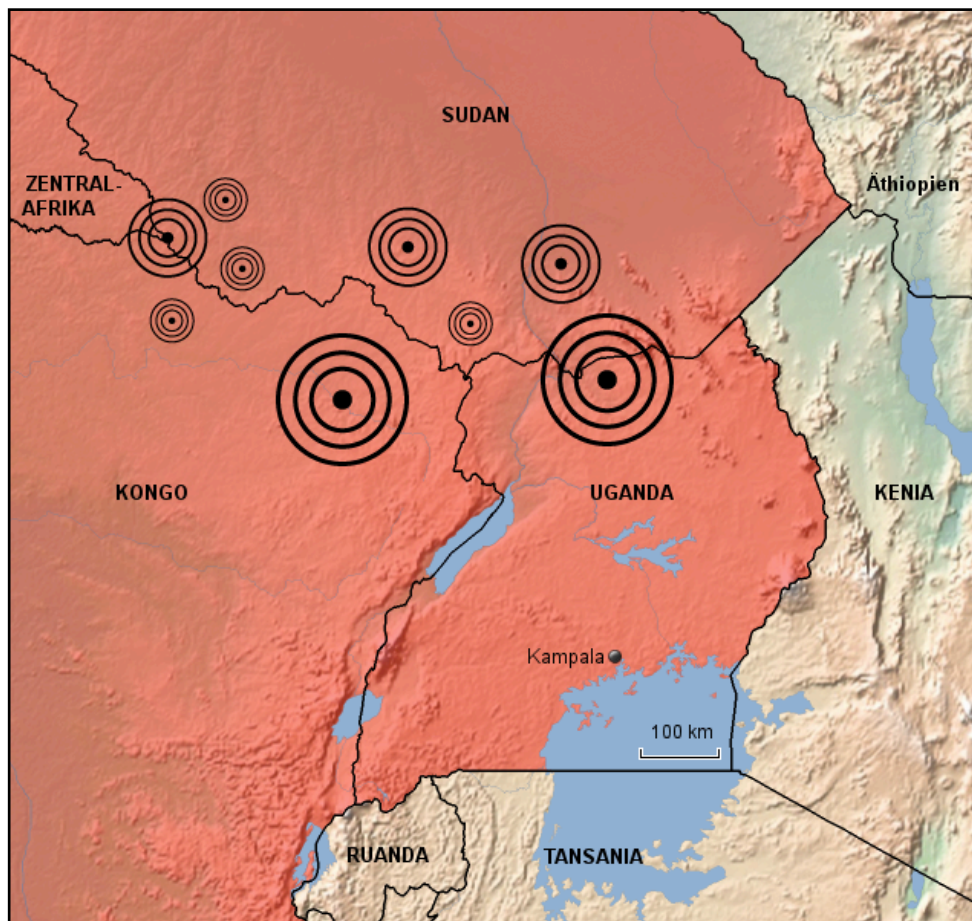 SUDAN
ZENTRAL-
AFRIKA
Äthiopien
KONGO
UGANDA
KENIA
Kampala
100 km
RUANDA
TANSANIA